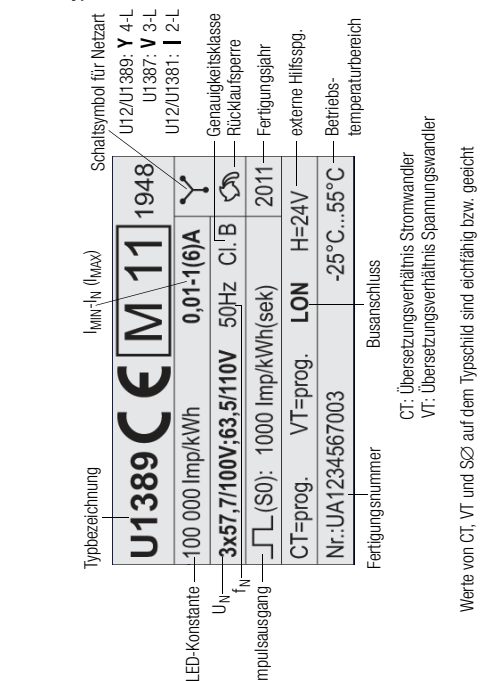 Typbezeichnung
I MIN-IN (IMAX)
Schaltsymbol für Netzart
U12/U1389: Y 4-L
U1387: V 3-L
U12/U1381: I 2-L
U1389 CE M 11 1948
LED-Konstante
100 000 Imp/kWh 0,01-1(6)A
UN
3x57,7/100V;63,5/110V 50Hz Cl. B
fN
Genauigkeitsklasse
Rücklaufsperre
mpulsausgang
(S0): 1000 Imp/kWh(sek) 2011
Fertigungsjahr
CT=prog. VT=prog. LON H=24V
externe Hilfsspg.
Nr.:UA1234567003 -25°C...55°C
Betriebs-
temperaturbereich
Fertigungsnummer
Busanschluss
CT: Übersetzungsverhältnis Stromwandler
VT: Übersetzungsverhältnis Spannungswandler
Werte von CT, VT und S∅ auf dem Typschild sind eichfähig bzw. geeicht